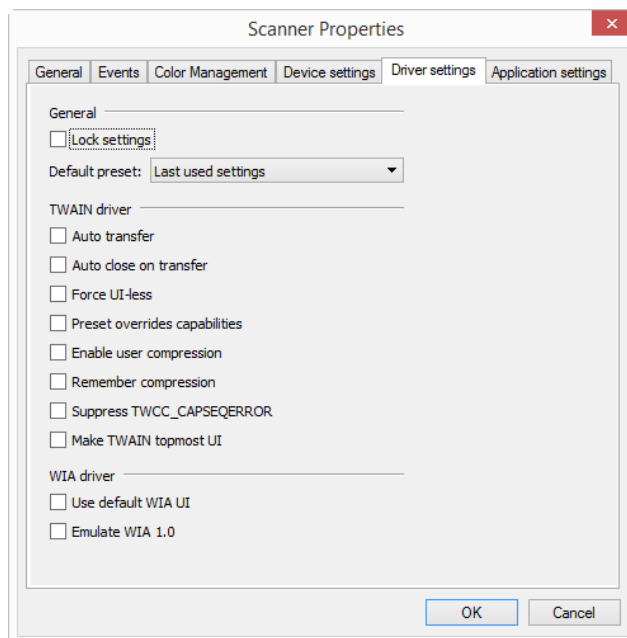 Scanner Properties
General Events Color Management Device settings Driver settings Application settings
General
Lock settings
Default preset: Last used settings
TWAIN driver
Auto transfer
Auto close on transfer
Force UI-less
Preset overrides capabilities
Enable user compression
Remember compression
Suppress TWCC_CAPSEQERROR
Make TWAIN topmost UI
WIA driver
Use default WIA UI
Emulate WIA 1.0
OK Cancel